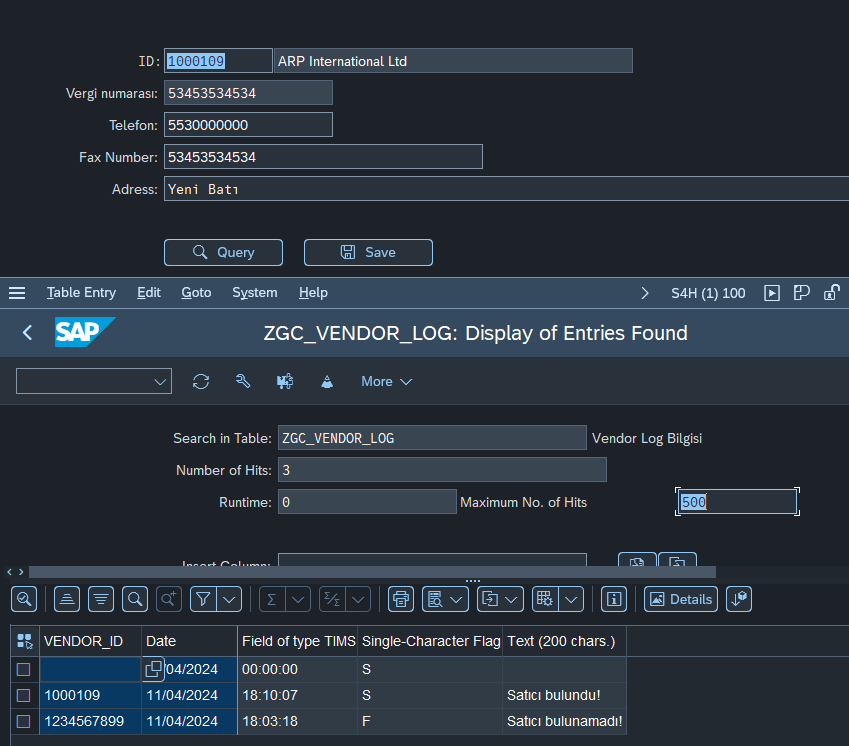 ID: 1000109 ARP International Ltd
Vergi numarası: 53453534534
Telefon: 5530000000
Fax Number: 53453534534
Adress: Yeni Batı
Query Save
Table Entry Edit Goto System Help S4H (1) 100
SAP ZGC_VENDOR_LOG: Display of Entries Found
More
Search in Table: ZGC_VENDOR_LOG Vendor Log Bilgisi
Number of Hits: 3
Runtime: 0 Maximum No. of Hits 500
Insert Column:
Details
VENDOR_ID Date Field of type TIMS Single-Character Flag Text (200 chars.)
/04/2024 00:00:00 S
1000109 11/04/2024 18:10:07 S Satıcı bulundu!
1234567899 11/04/2024 18:03:18 F Satıcı bulunamadı!